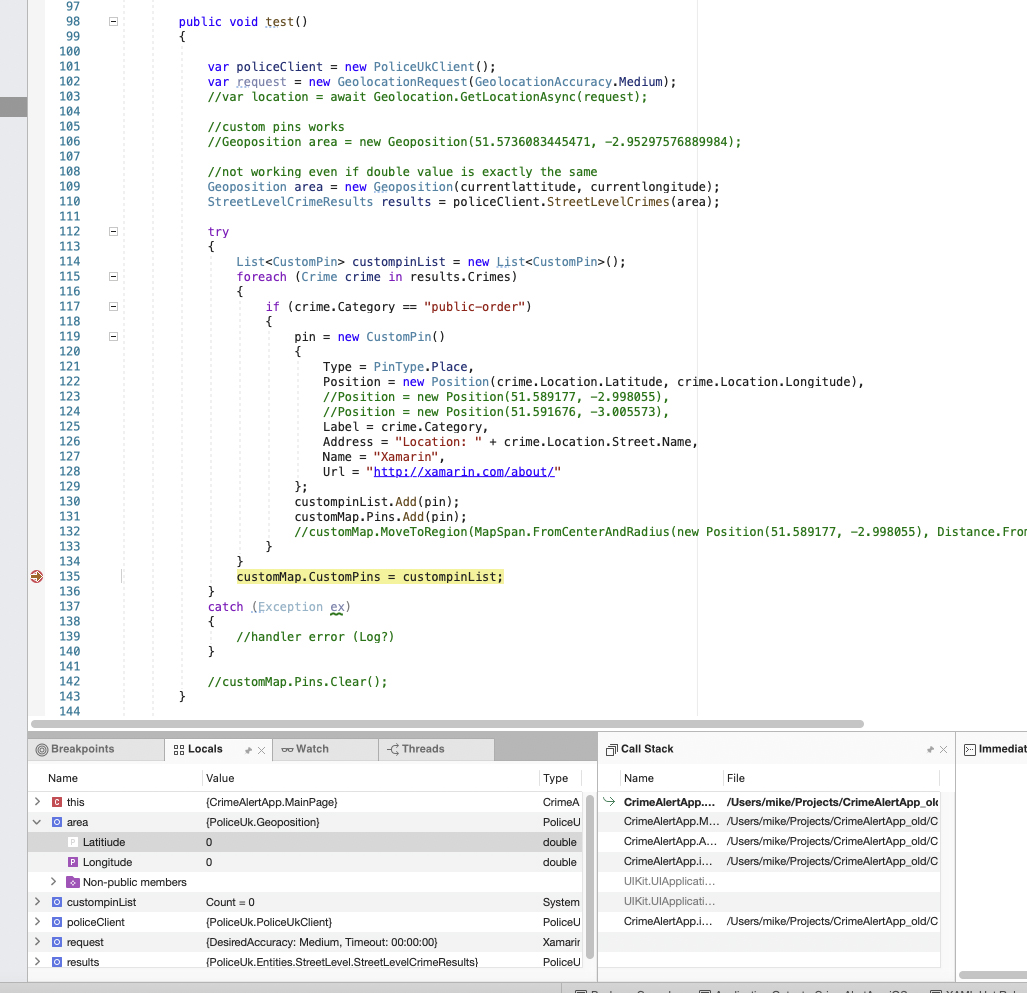 97
98 public void test()
99 {
100
101 var policeClient = new PoliceUkClient();
102 var request = new GeolocationRequest(GeolocationAccuracy.Medium);
103 //var location = await Geolocation.GetLocationAsync(request);
104
105 //custom pins works
106 //Geoposition area = new Geoposition(51.5736083445471, -2.95297576889984);
107
108 //not working even if double value is exactly the same
109 Geoposition area = new Geoposition(currentlattitude, currentlongitude);
110 StreetLevelCrimeResults results = policeClient.StreetLevelCrimes(area);
111
112 try
113 {
114 List<CustomPin> custompinList = new List<CustomPin>();
115 foreach (Crime crime in results.Crimes)
116 {
117 if (crime.Category == "public-order")
118 {
119 pin = new CustomPin()
120 {
121 Type = PinType.Place,
122 Position = new Position(crime.Location.Latitude, crime.Location.Longitude),
123 //Position = new Position(51.589177, -2.998055),
124 //Position = new Position(51.591676, -3.005573),
125 Label = crime.Category,
126 Address = "Location: " + crime.Location.Street.Name,
127 Name = "Xamarin",
128 Url = "http://xamarin.com/about/"
129 };
130 custompinList.Add(pin);
131 customMap.Pins.Add(pin);
132 //customMap.MoveToRegion(MapSpan.FromCenterAndRadius(new Position(51.589177, -2.998055), Distance.Fron
133 }
134 }
135 customMap.CustomPins = custompinList;
136 }
137 catch (Exception ex)
138 {
139 //handler error (Log?)
140 }
141
142 //customMap.Pins.Clear();
143 }
144
Breakpoints Locals Watch Threads Call Stack Immediat
Name Value Type Name File
this {CrimeAlertApp.MainPage} CrimeA CrimeAlertApp.... /Users/mike/Projects/CrimeAlertApp_old
area {PoliceUk.Geoposition} PoliceU CrimeAlertApp.M... /Users/mike/Projects/CrimeAlertApp_old/C
Latitiude 0 double CrimeAlertApp.A... /Users/mike/Projects/CrimeAlertApp_old/C
Longitude 0 double CrimeAlertApp.i... /Users/mike/Projects/CrimeAlertApp_old/C
Non-public members UIKit.UIApplicati...
custompinList Count = 0 System UIKit.UIApplicati...
policeClient {PoliceUk.PoliceUkClient} PoliceU CrimeAlertApp.i... /Users/mike/Projects/CrimeAlertApp_old/C
request {DesiredAccuracy: Medium, Timeout: 00:00:00} Xamarir
results {PoliceUk.Entities.StreetLevel.StreetLevelCrimeResults} PoliceU